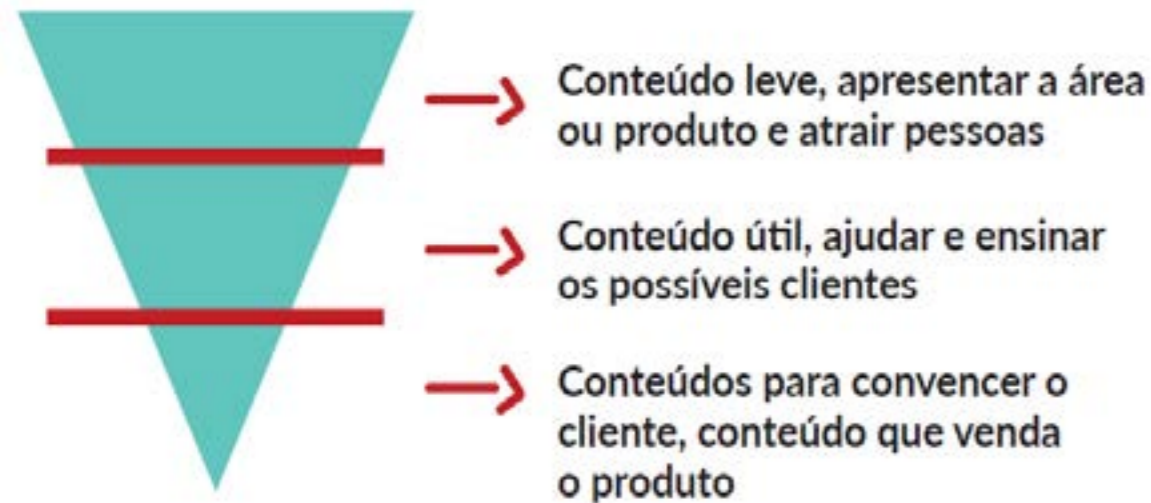 Conteúdo leve, apresentar a área
ou produto e atrair pessoas
Conteúdo útil, ajudar e ensinar
os possíveis clientes
Conteúdos para convencer o
cliente, conteúdo que venda
o produto